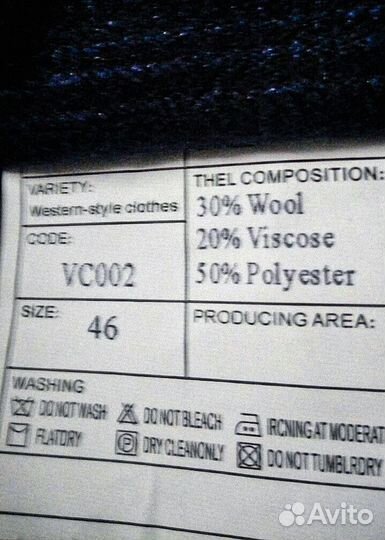 VARIETY:
Western-style clothes
CODE:
VC002
SIZE:
46
THEL COMPOSITION:
30% Wool
20% Viscose
50% Polyester
PRODUCING AREA:
WASHING
DO NOT WASH
DO NOT BLEACH
IRCNING AT MODERAT
FLATDRY
P
DRY CLEANONLY
DO NOT TUMBLRDRY
Avito